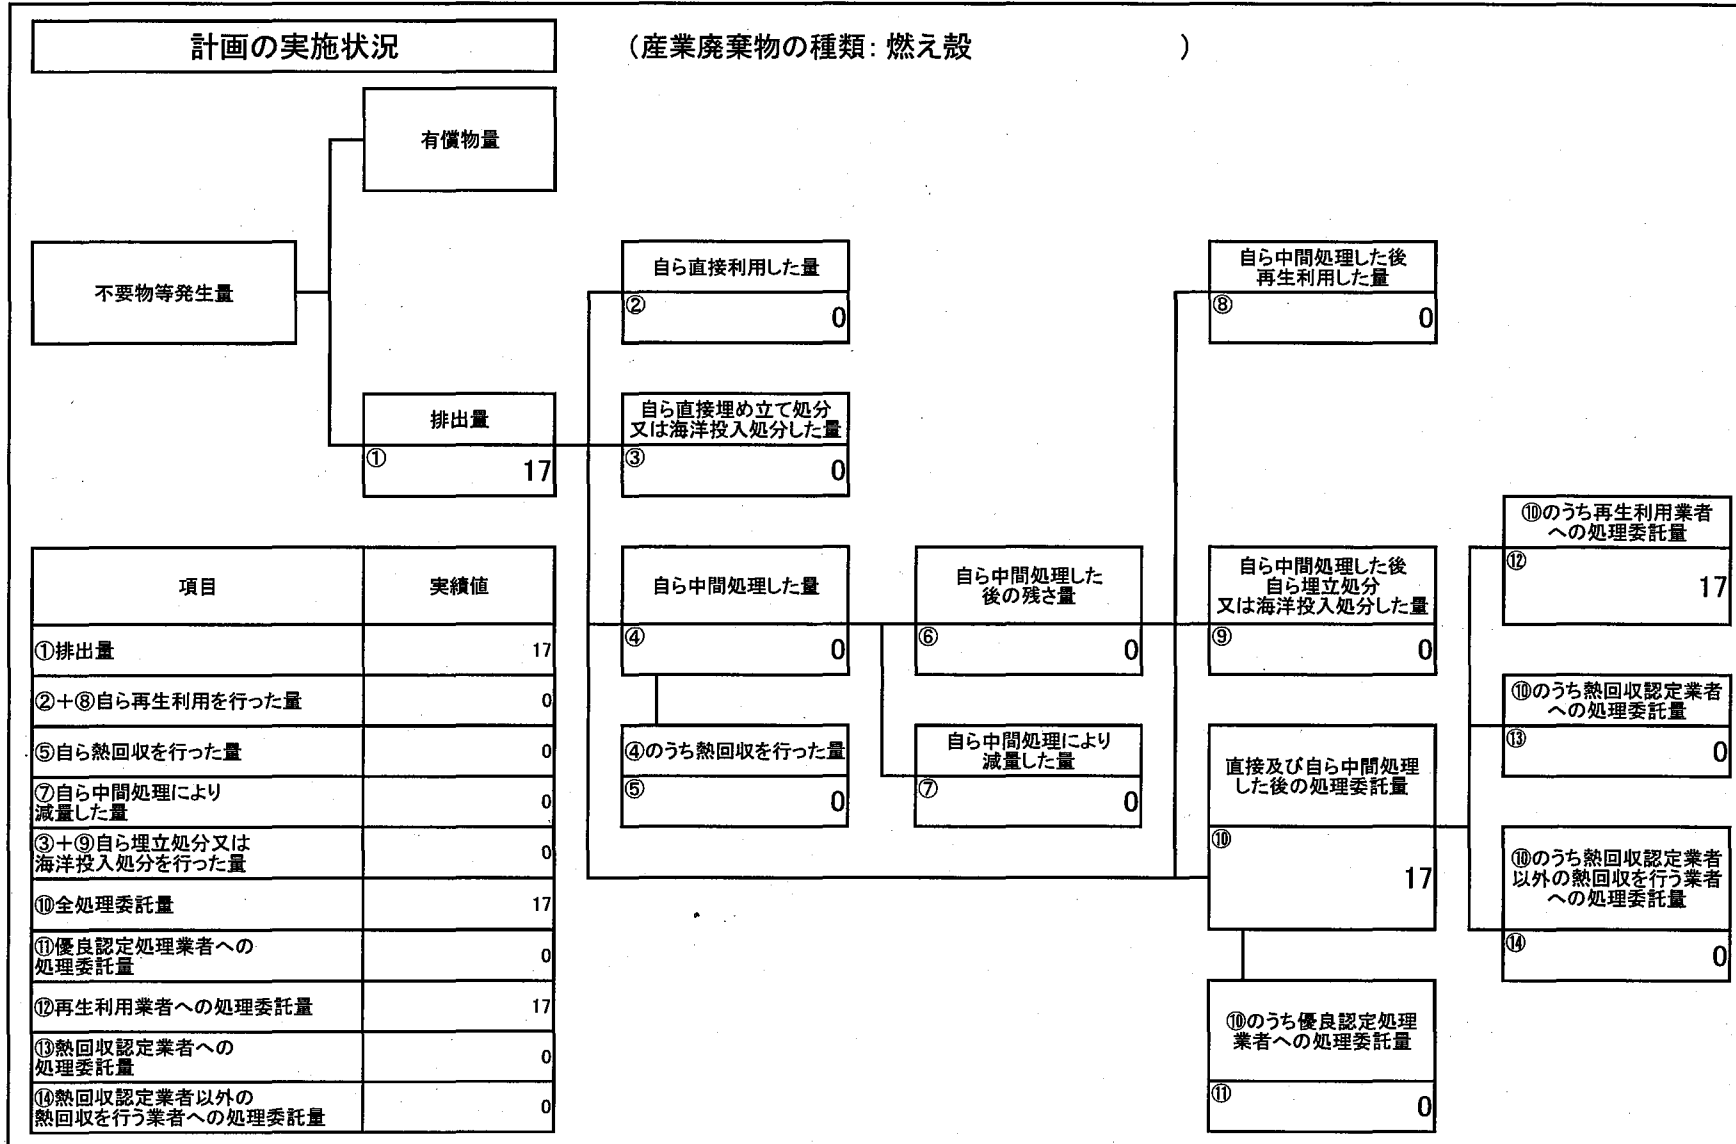 計画の実施状況
（産業廃棄物の種類：燃え殻　）
有償物量
不要物等発生量
排出量
①
17
自ら直接利用した量
②
0
自ら直接埋め立て処分
又は海洋投入処分した量
③
0
自ら中間処理した量
④
0
④のうち熱回収を行った量
⑤
0
自ら中間処理した
後の残さ量
⑥
0
自ら中間処理により
減量した量
⑦
0
自ら中間処理した後
再生利用した量
⑧
0
自ら中間処理した後
自ら埋立処分
又は海洋投入処分した量
⑨
0
直接及び自ら中間処理
した後の処理委託量
⑩
17
⑩のうち優良認定処理
業者への処理委託量
⑪
0
⑩のうち再生利用業者
への処理委託量
⑫
17
⑩のうち熱回収認定業者
への処理委託量
⑬
0
⑩のうち熱回収認定業者
以外の熱回収を行う業者
への処理委託量
⑭
0
項目 実績値
①排出量 17
②＋⑧自ら再生利用を行った量 0
⑤自ら熱回収を行った量 0
⑦自ら中間処理により
減量した量 0
③＋⑨自ら埋立処分又は
海洋投入処分を行った量 0
⑩全処理委託量 17
⑪優良認定処理業者への
処理委託量 0
⑫再生利用業者への処理委託量 17
⑬熱回収認定業者への
処理委託量 0
⑭熱回収認定業者以外の
熱回収を行う業者への処理委託量 0